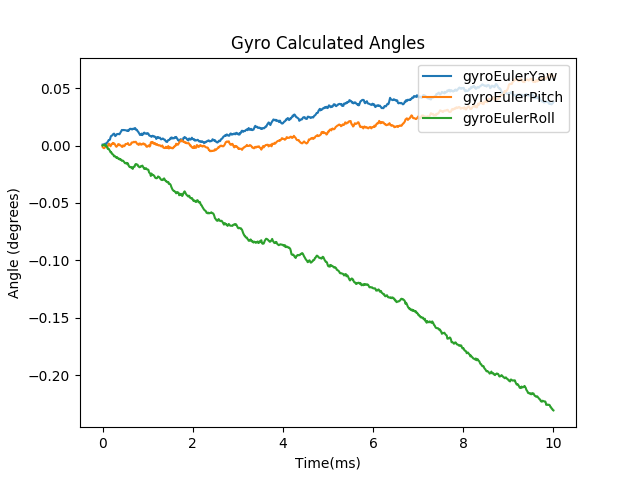 Gyro Calculated Angles
gyroEulerYaw
gyroEulerPitch
gyroEulerRoll
Angle (degrees)
0.05
0.00
−0.05
−0.10
−0.15
−0.20
0 2 4 6 8 10
Time(ms)